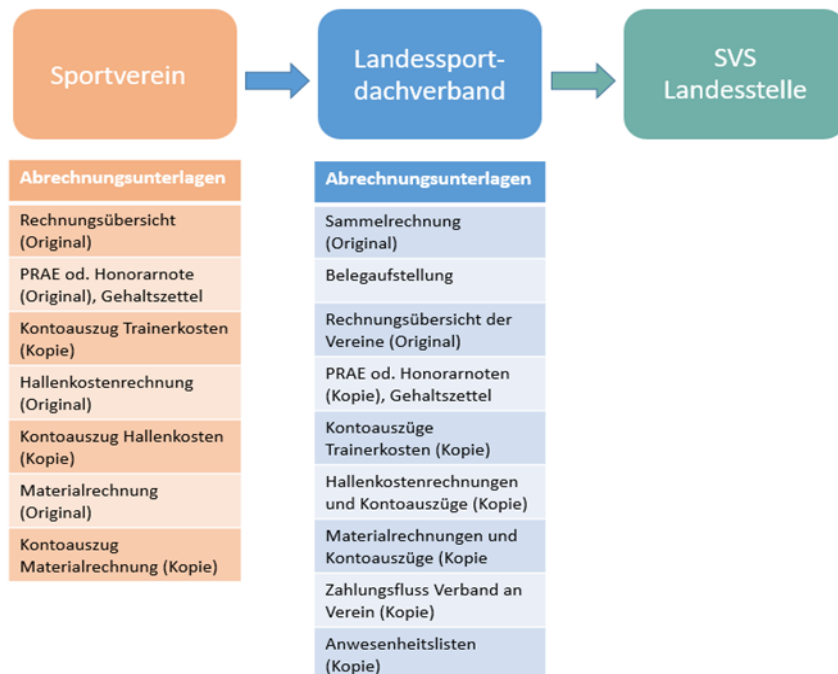 Sportverein
Landessport-
dachverband
SVS
Landesstelle
Abrechnungsunterlagen
Rechnungsübersicht
(Original)
PRAE od. Honorarnote
(Original), Gehaltszettel
Kontoauszug Trainerkosten
(Kopie)
Hallenkostenrechnung
(Original)
Kontoauszug Hallenkosten
(Kopie)
Materialrechnung
(Original)
Kontoauszug
Materialrechnung (Kopie)
Abrechnungsunterlagen
Sammelrechnung
(Original)
Belegaufstellung
Rechnungsübersicht der
Vereine (Original)
PRAE od. Honorarnoten
(Kopie), Gehaltszettel
Kontoauszüge
Trainerkosten (Kopie)
Hallenkostenrechnungen
und Kontoauszüge (Kopie)
Materialrechnungen und
Kontoauszüge (Kopie
Zahlungsfluss Verband an
Verein (Kopie)
Anwesenheitslisten
(Kopie)